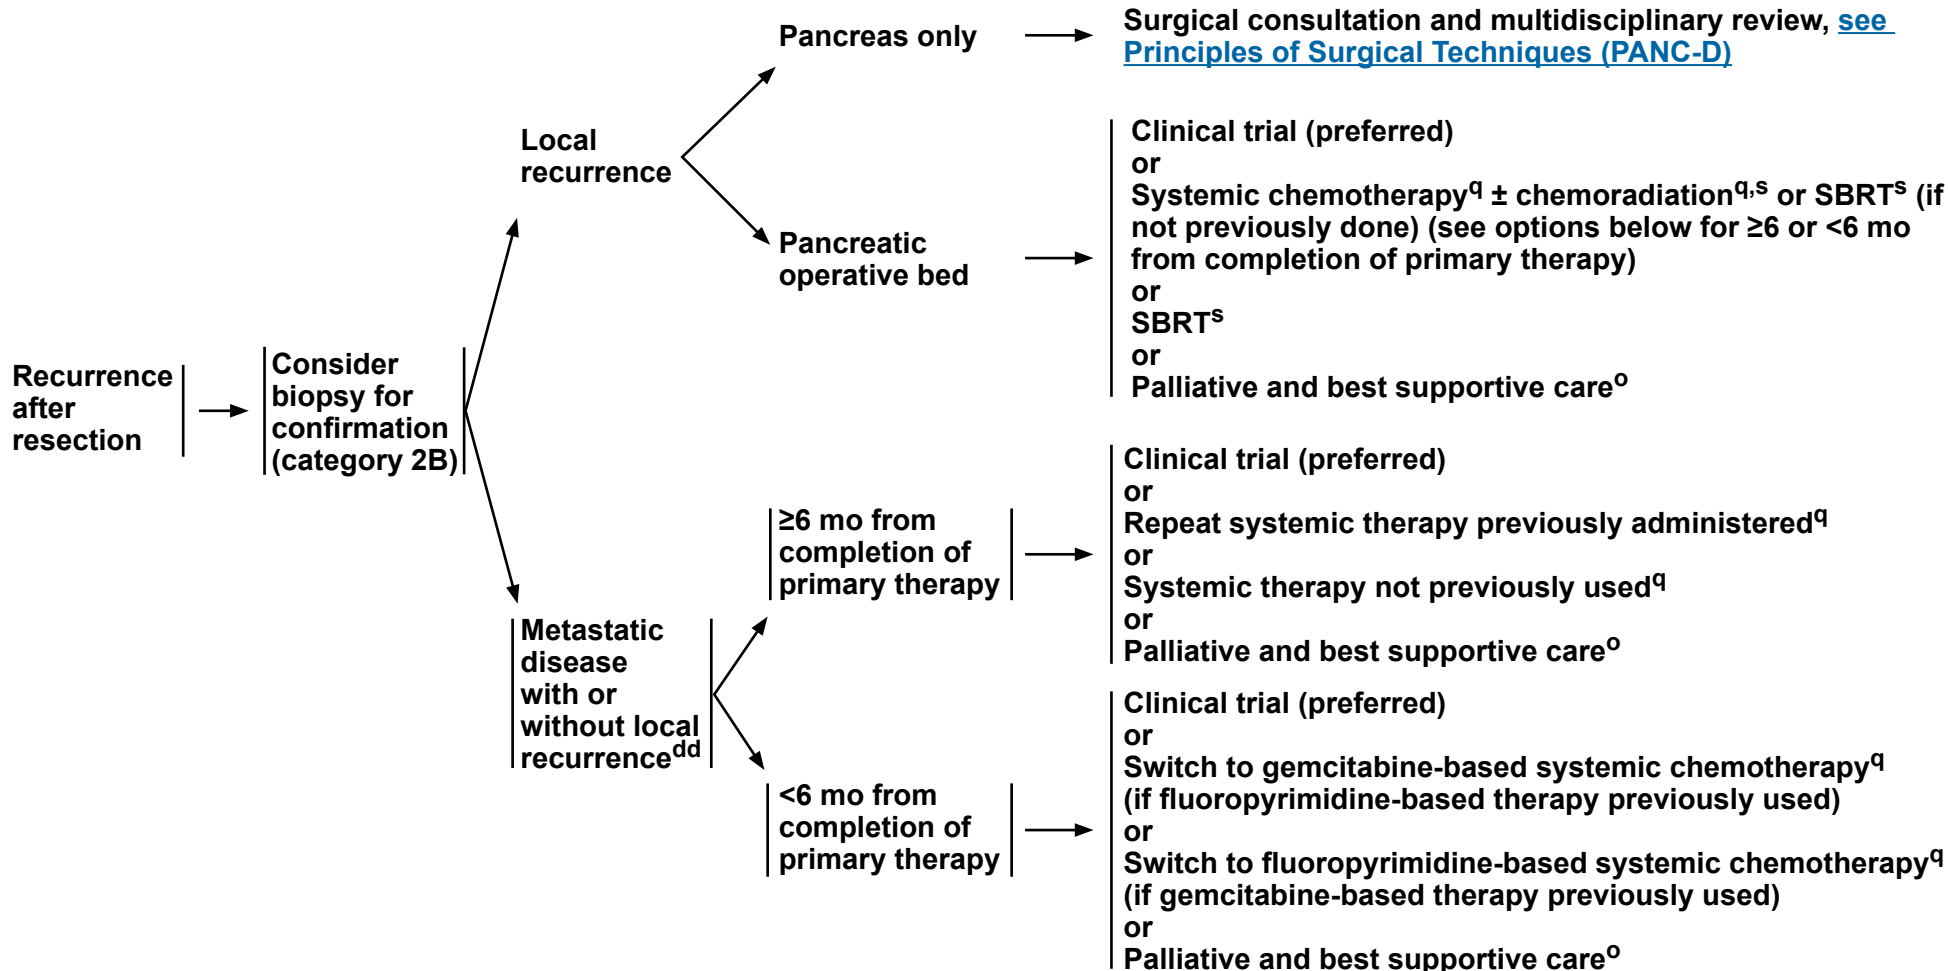 Recurrence
after
resection
Consider
biopsy for
confirmation
(category 2B)
Local
recurrence
Pancreas only
Surgical consultation and multidisciplinary review, see
Principles of Surgical Techniques (PANC-D)
Pancreatic
operative bed
Clinical trial (preferred)
or
Systemic chemotherapyq ± chemoradiationq,s or SBRTs (if
not previously done) (see options below for ≥6 or <6 mo
from completion of primary therapy)
or
SBRTs
or
Palliative and best supportive careo
Metastatic
disease
with or
without local
recurrencedd
≥6 mo from
completion of
primary therapy
Clinical trial (preferred)
or
Repeat systemic therapy previously administeredq
or
Systemic therapy not previously usedq
or
Palliative and best supportive careo
<6 mo from
completion of
primary therapy
Clinical trial (preferred)
or
Switch to gemcitabine-based systemic chemotherapyq
(if fluoropyrimidine-based therapy previously used)
or
Switch to fluoropyrimidine-based systemic chemotherapyq
(if gemcitabine-based therapy previously used)
or
Palliative and best supportive careo